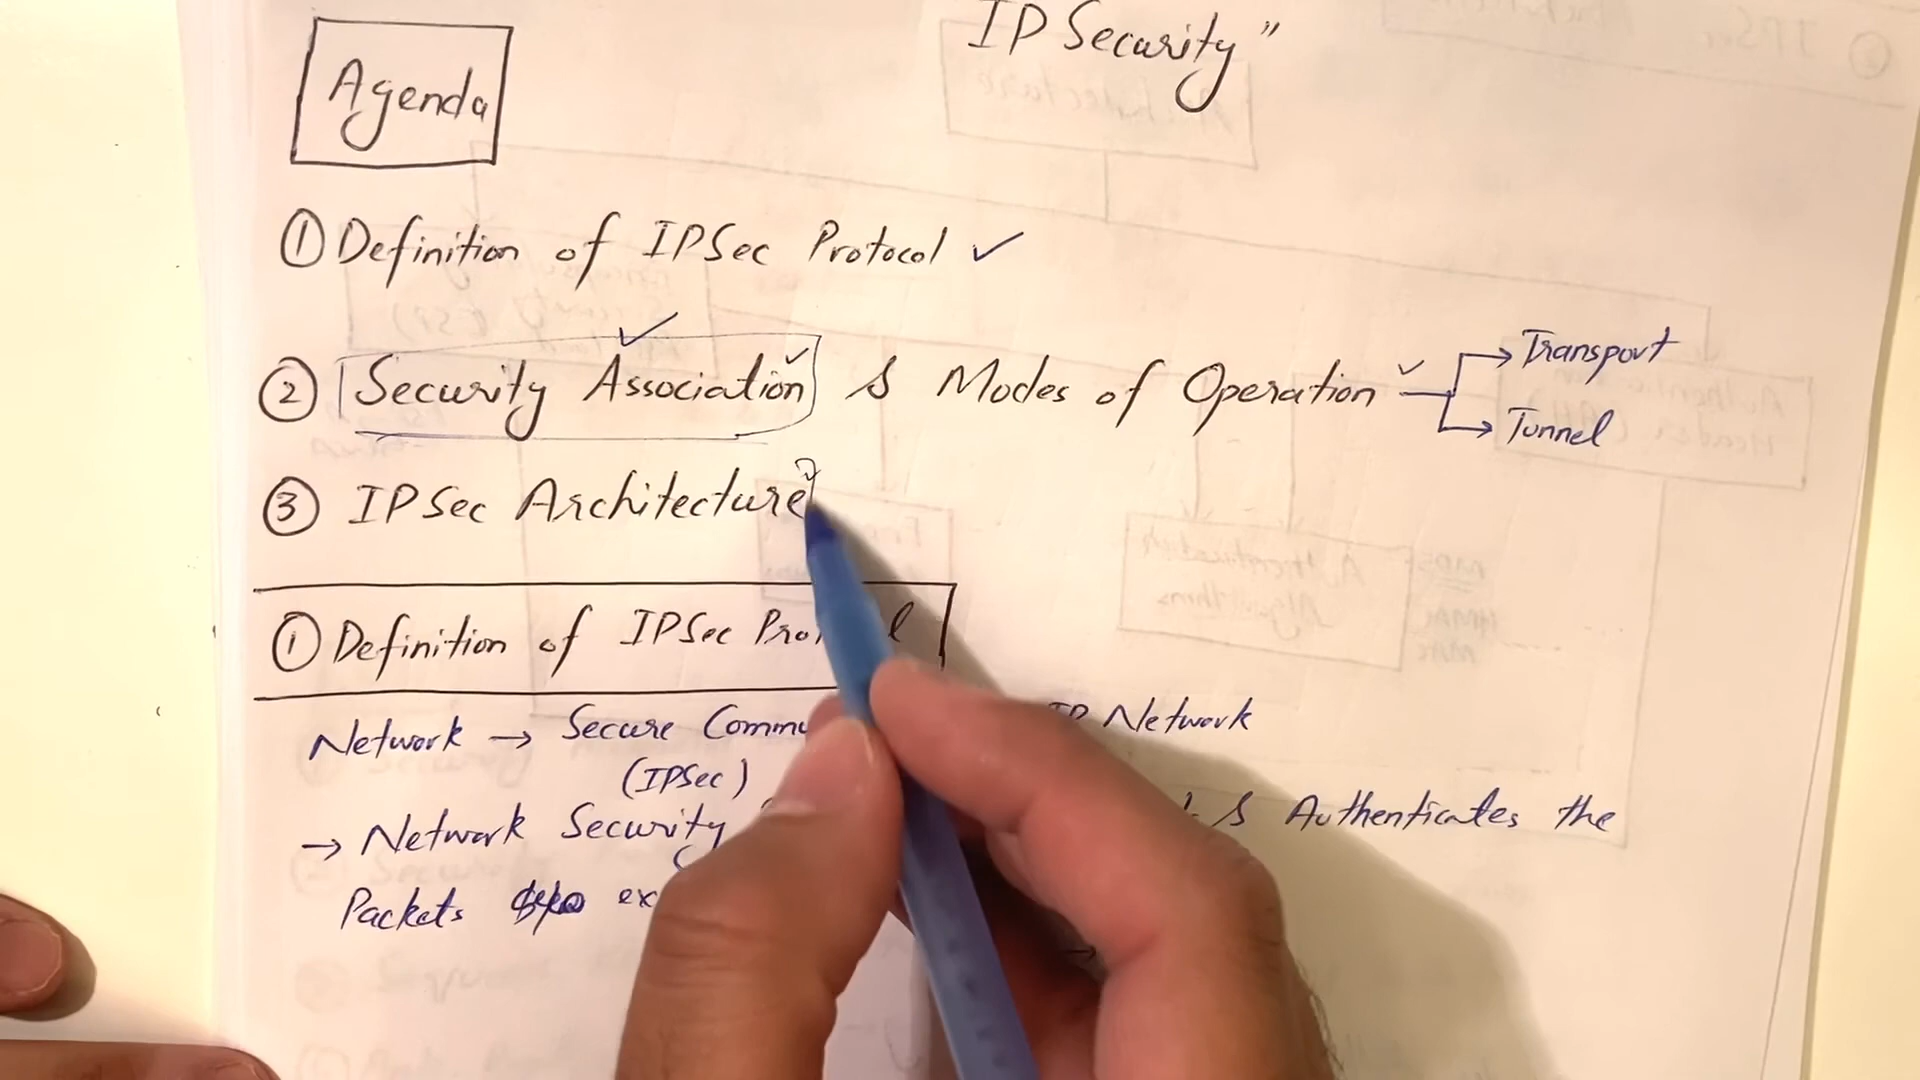 IP Security"
Agenda
① Definition of IPSec Protocol ✓
② Security Association & Modes of Operation
Transport
Tunnel
③ IPSec Architecture
① Definition of IPSec
Network → Secure
IP Network
(IPSec)
→ Network Security
& Authenticates the
Packets